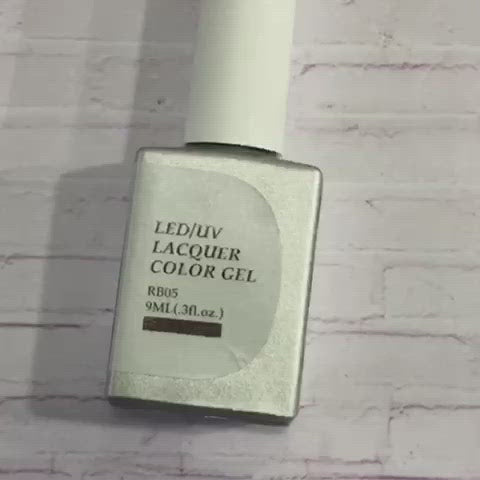 LED/UV
LACQUER
COLOR GEL
RB05
9ML(.3fl.oz.)